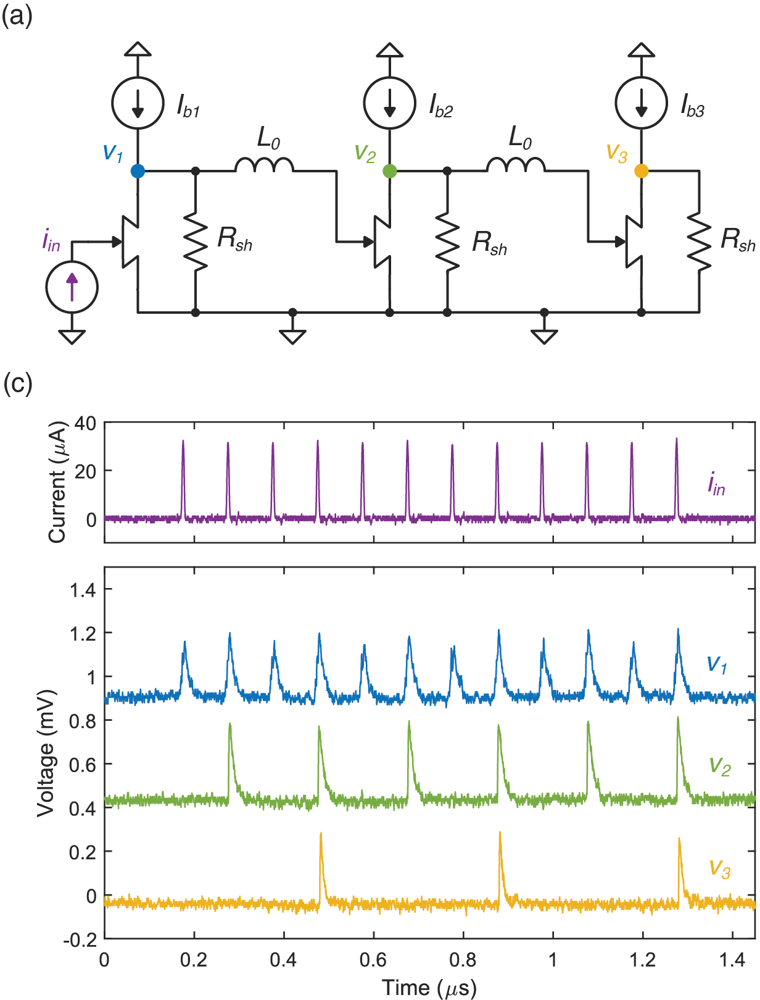 (a)
I_b1 I_b2 I_b3
v_1 L_0 v_2 L_0 v_3
i_in R_sh R_sh R_sh
(c)
40
20
0
Current (μA)
i_in
1.4
1.2
1
0.8
0.6
0.4
0.2
0
-0.2
Voltage (mV)
v_1
v_2
v_3
0 0.2 0.4 0.6 0.8 1 1.2 1.4
Time (μs)